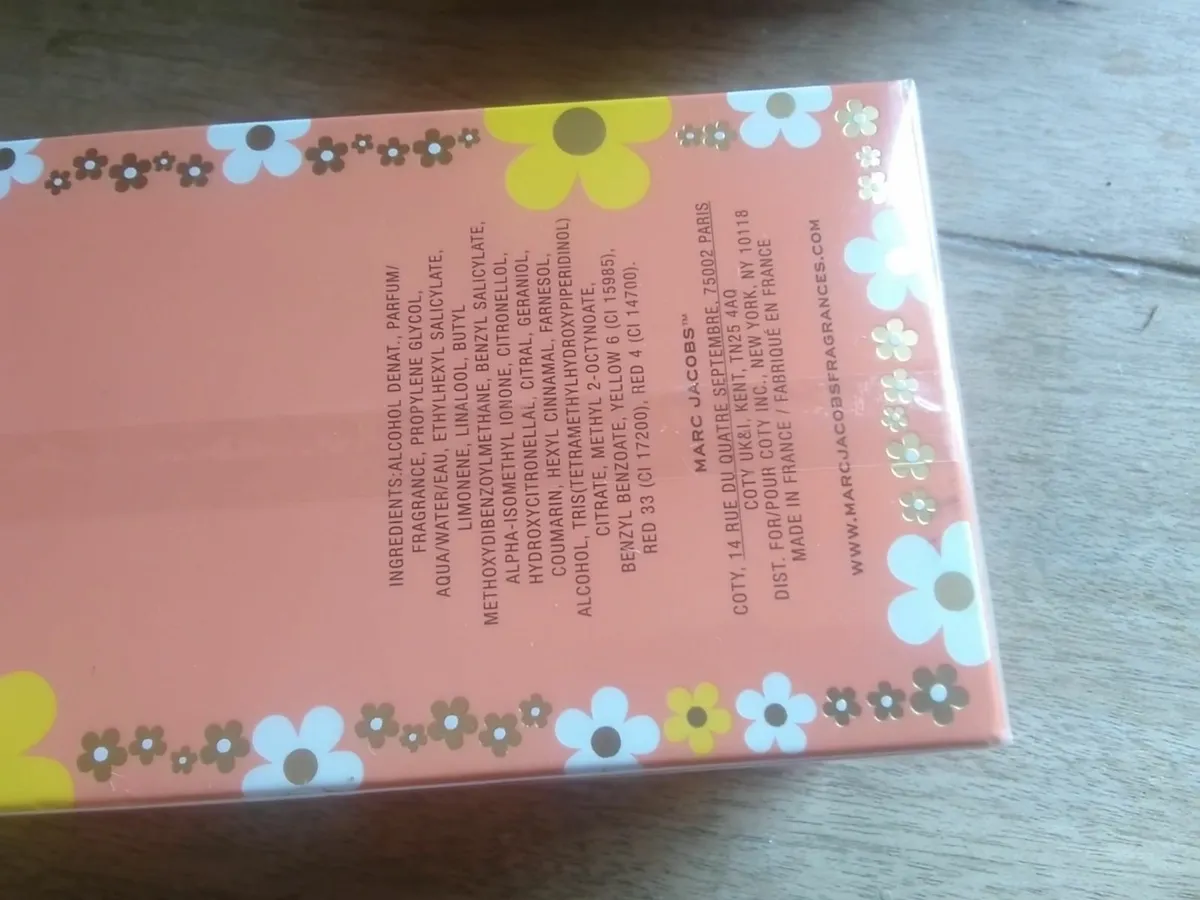 INGREDIENTS:ALCOHOL DENAT., PARFUM/
FRAGRANCE, PROPYLENE GLYCOL,
AQUA/WATER/EAU, ETHYLHEXYL SALICYLATE,
LIMONENE, LINALOOL, BUTYL
METHOXYDIBENZOYLMETHANE, BENZYL SALICYLATE,
ALPHA-ISOMETHYL IONONE, CITRONELLOL,
HYDROXYCITRONELLAL, CITRAL, GERANIOL,
COUMARIN, HEXYL CINNAMAL, FARNESOL,
ALCOHOL, TRIS(TETRAMETHYLHYDROXYPIPERIDINOL)
CITRATE, METHYL 2-OCTYNOATE,
BENZYL BENZOATE, YELLOW 6 (CI 15985),
RED 33 (CI 17200), RED 4 (CI 14700).
MARC JACOBS™
COTY, 14 RUE DU QUATRE SEPTEMBRE, 75002 PARIS
COTY UK&I, KENT, TN25 4AQ
DIST. FOR/POUR COTY INC., NEW YORK, NY 10118
MADE IN FRANCE / FABRIQUÉ EN FRANCE
WWW.MARCJACOBSFRAGRANCES.COM